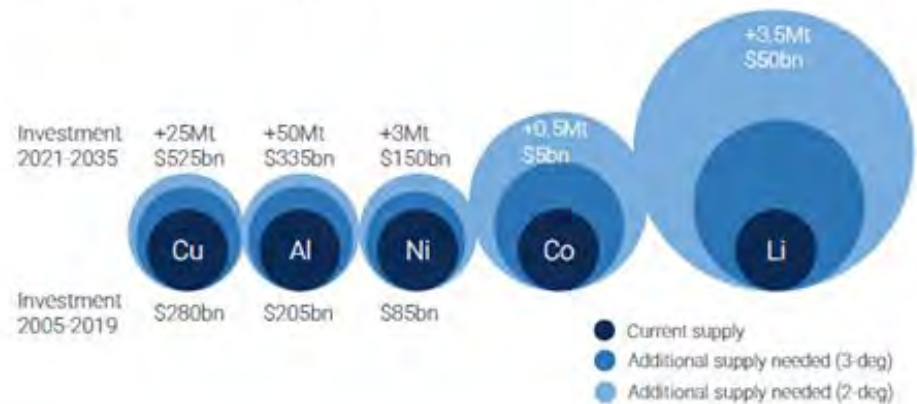 +3.5Mt
$50bn
Investment
2021-2035
+25Mt
$525bn
+50Mt
$335bn
+3Mt
$150bn
+0.5Mt
$5bn
Cu
Al
Ni
Co
Li
Investment
2005-2019
$280bn
$205bn
$85bn
Current supply
Additional supply needed (3-deg)
Additional supply needed (2-deg)